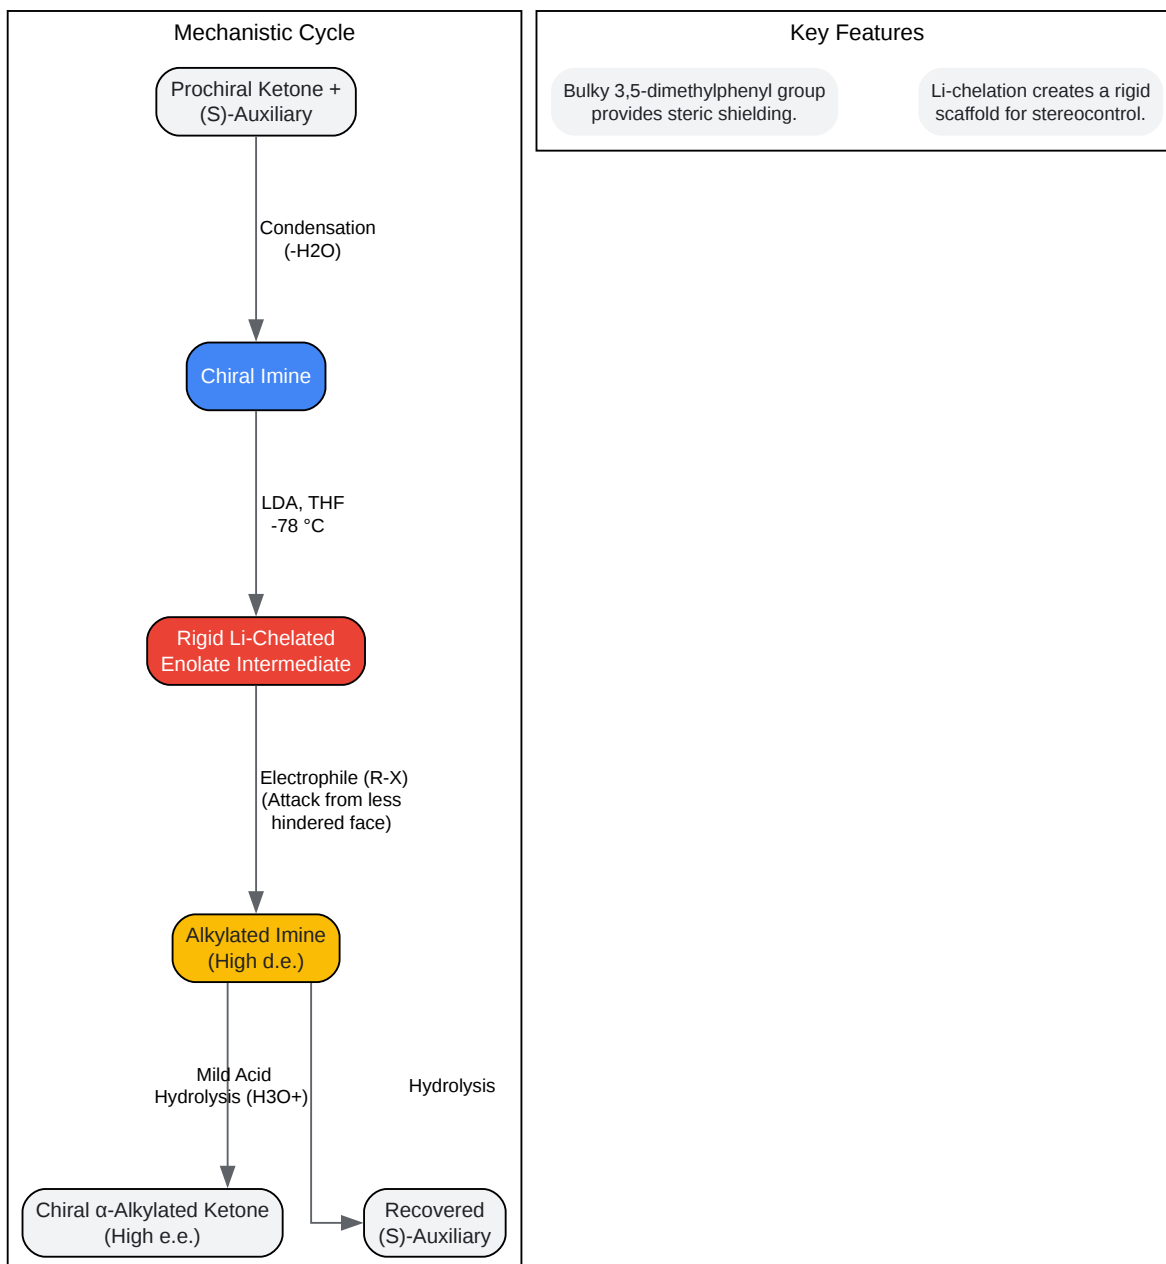 Mechanistic Cycle
Prochiral Ketone +
(S)-Auxiliary
Condensation
(-H2O)
Chiral Imine
LDA, THF
-78 °C
Rigid Li-Chelated
Enolate Intermediate
Electrophile (R-X)
(Attack from less
hindered face)
Alkylated Imine
(High d.e.)
Mild Acid
Hydrolysis (H3O+)
Hydrolysis
Chiral α-Alkylated Ketone
(High e.e.)
Recovered
(S)-Auxiliary
Key Features
Bulky 3,5-dimethylphenyl group
provides steric shielding.
Li-chelation creates a rigid
scaffold for stereocontrol.